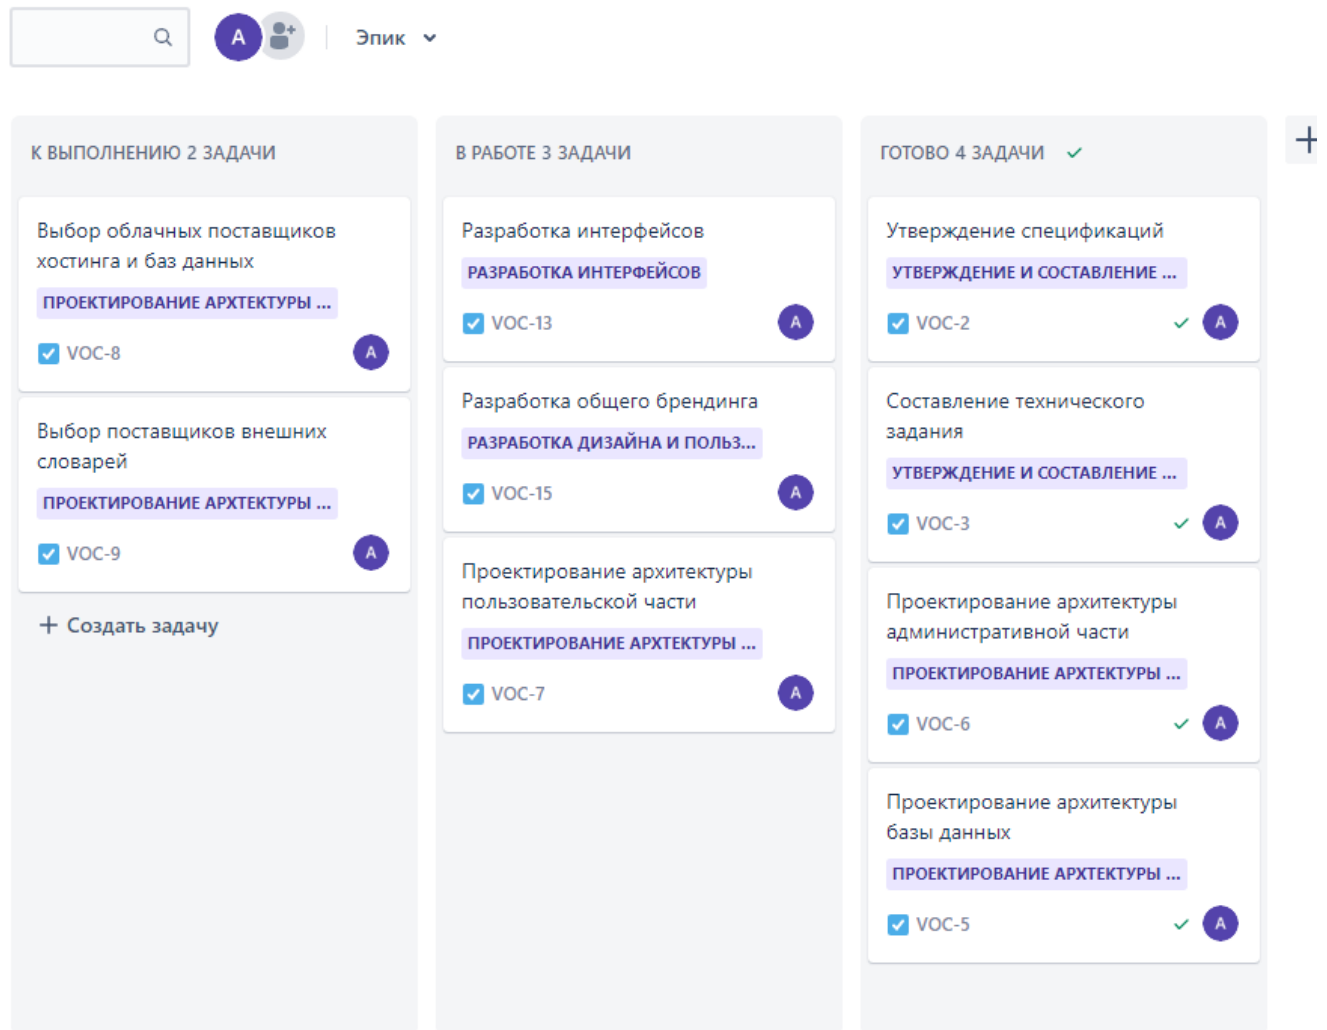 A
Эпик
К ВЫПОЛНЕНИЮ 2 ЗАДАЧИ
Выбор облачных поставщиков
хостинга и баз данных
ПРОЕКТИРОВАНИЕ АРХТЕКТУРЫ ...
VOC-8
A
Выбор поставщиков внешних
словарей
ПРОЕКТИРОВАНИЕ АРХТЕКТУРЫ ...
VOC-9
A
+ Создать задачу
В РАБОТЕ 3 ЗАДАЧИ
Разработка интерфейсов
РАЗРАБОТКА ИНТЕРФЕЙСОВ
VOC-13
A
Разработка общего брендинга
РАЗРАБОТКА ДИЗАЙНА И ПОЛЬЗ...
VOC-15
A
Проектирование архитектуры
пользовательской части
ПРОЕКТИРОВАНИЕ АРХТЕКТУРЫ ...
VOC-7
A
ГОТОВО 4 ЗАДАЧИ
Утверждение спецификаций
УТВЕРЖДЕНИЕ И СОСТАВЛЕНИЕ ...
VOC-2
A
Составление технического
задания
УТВЕРЖДЕНИЕ И СОСТАВЛЕНИЕ ...
VOC-3
A
Проектирование архитектуры
административной части
ПРОЕКТИРОВАНИЕ АРХТЕКТУРЫ ...
VOC-6
A
Проектирование архитектуры
базы данных
ПРОЕКТИРОВАНИЕ АРХТЕКТУРЫ ...
VOC-5
A